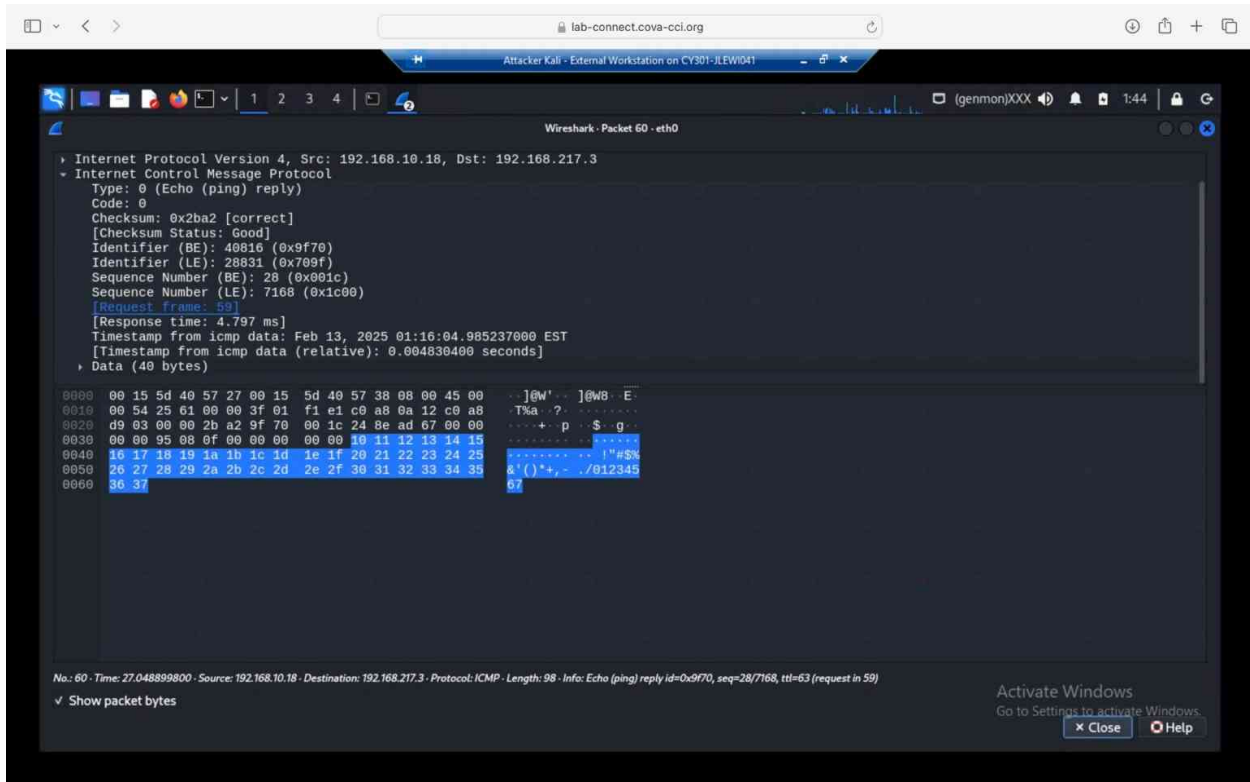 lab-connect.cova-cci.org
Attacker Kali - External Workstation on CY301-JLEWI041
1 2 3 4 2 (genmon)XXX 1:44
Wireshark · Packet 60 · eth0
Internet Protocol Version 4, Src: 192.168.10.18, Dst: 192.168.217.3
Internet Control Message Protocol
Type: 0 (Echo (ping) reply)
Code: 0
Checksum: 0x2ba2 [correct]
[Checksum Status: Good]
Identifier (BE): 40816 (0x9f70)
Identifier (LE): 28831 (0x709f)
Sequence Number (BE): 28 (0x001c)
Sequence Number (LE): 7168 (0x1c00)
[Request frame: 59]
[Response time: 4.797 ms]
Timestamp from icmp data: Feb 13, 2025 01:16:04.985237000 EST
[Timestamp from icmp data (relative): 0.004830400 seconds]
Data (40 bytes)
0000 00 15 5d 40 57 27 00 15 5d 40 57 38 08 00 45 00 ··]@W'·· ]@W8··E·
0010 00 54 25 61 00 00 3f 01 f1 e1 c0 a8 0a 12 c0 a8 ·T%a··?· ········
0020 d9 03 00 00 2b a2 9f 70 00 1c 24 8e ad 67 00 00 ····+··p ··$··g··
0030 00 00 95 08 0f 00 00 00 00 00 10 11 12 13 14 15 ········ ········
0040 16 17 18 19 1a 1b 1c 1d 1e 1f 20 21 22 23 24 25 ········ ·· !"#$%
0050 26 27 28 29 2a 2b 2c 2d 2e 2f 30 31 32 33 34 35 &'()*+,- ./012345
0060 36 37 67
No.: 60 · Time: 27.048899800 · Source: 192.168.10.18 · Destination: 192.168.217.3 · Protocol: ICMP · Length: 98 · Info: Echo (ping) reply id=0x9f70, seq=28/7168, ttl=63 (request in 59)
Show packet bytes
Activate Windows
Go to Settings to activate Windows.
Close Help